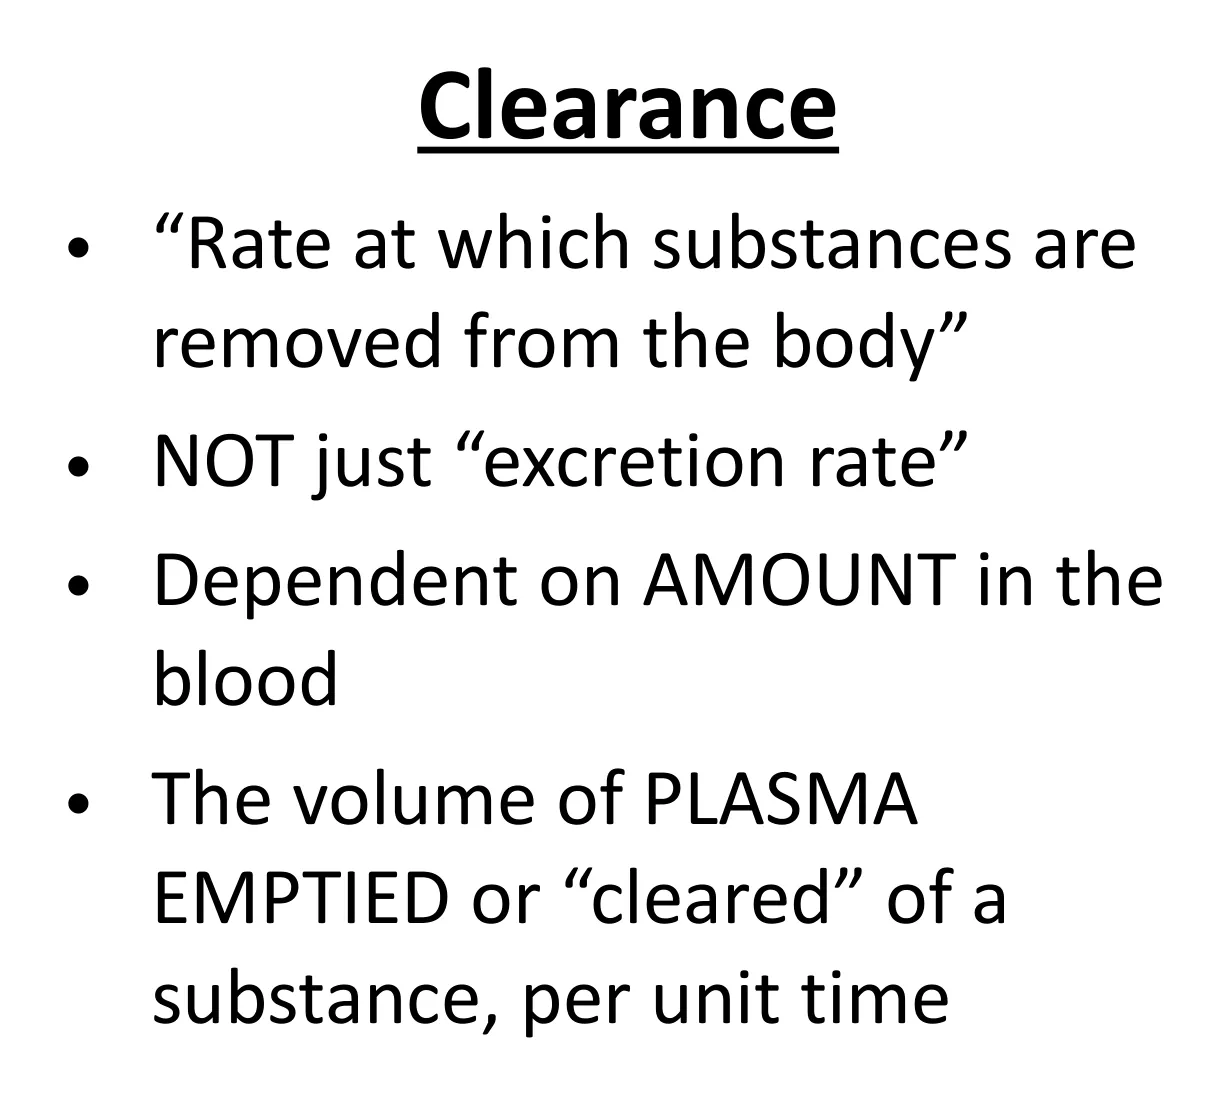 Clearance
• “Rate at which substances are
removed from the body”
• NOT just “excretion rate”
• Dependent on AMOUNT in the
blood
• The volume of PLASMA
EMPTIED or “cleared” of a
substance, per unit time